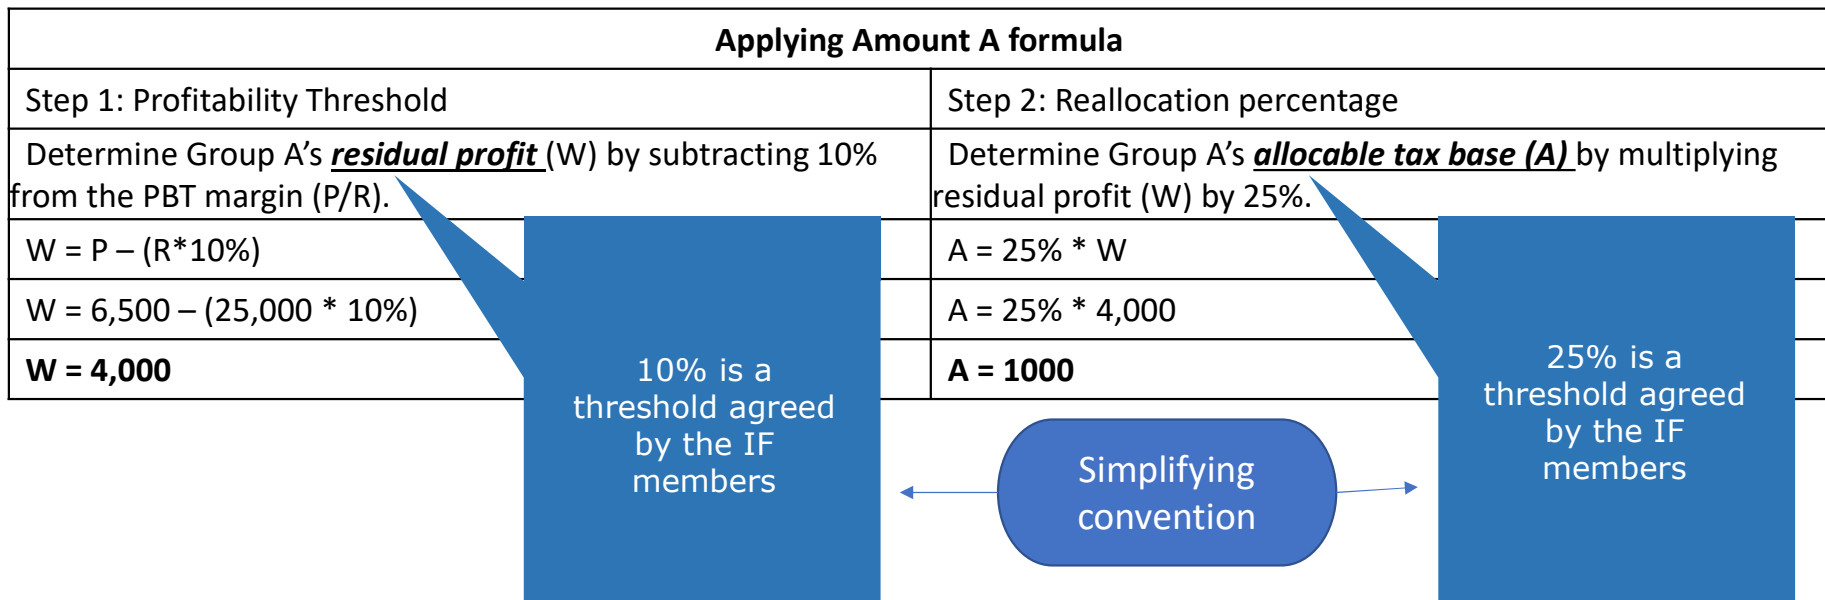 Applying Amount A formula
Step 1: Profitability Threshold
Step 2: Reallocation percentage
Determine Group A’s residual profit (W) by subtracting 10%
from the PBT margin (P/R).
Determine Group A’s allocable tax base (A) by multiplying
residual profit (W) by 25%.
W = P – (R*10%)
A = 25% * W
W = 6,500 – (25,000 * 10%)
A = 25% * 4,000
W = 4,000
A = 1000
10% is a
threshold agreed
by the IF
members
25% is a
threshold agreed
by the IF
members
Simplifying
convention